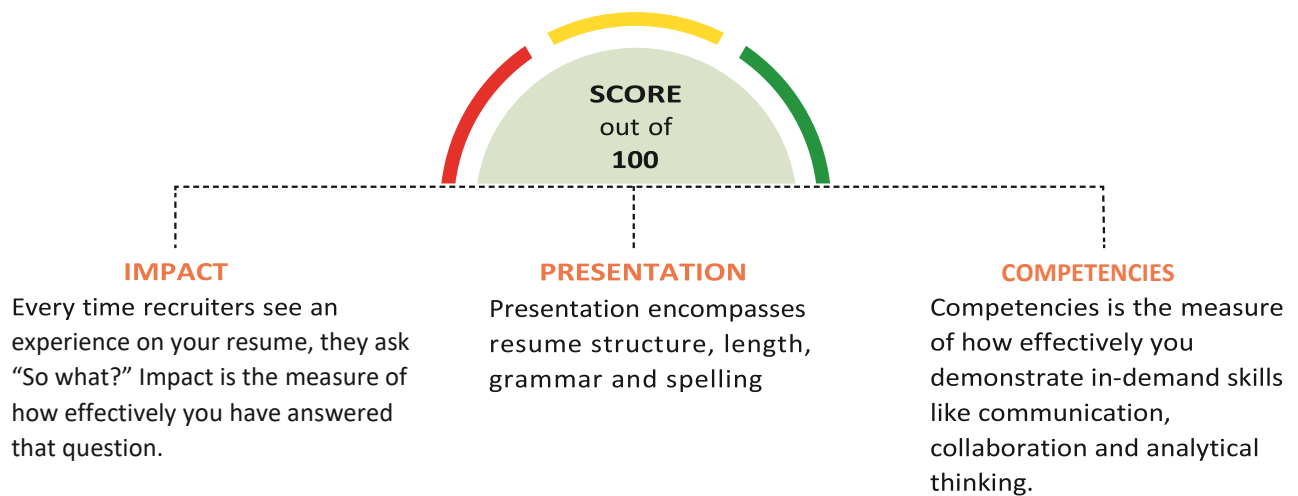 SCORE
out of
100
IMPACT
Every time recruiters see an
experience on your resume, they ask
“So what?” Impact is the measure of
how effectively you have answered
that question.
PRESENTATION
Presentation encompasses
resume structure, length,
grammar and spelling
COMPETENCIES
Competencies is the measure
of how effectively you
demonstrate in-demand skills
like communication,
collaboration and analytical
thinking.